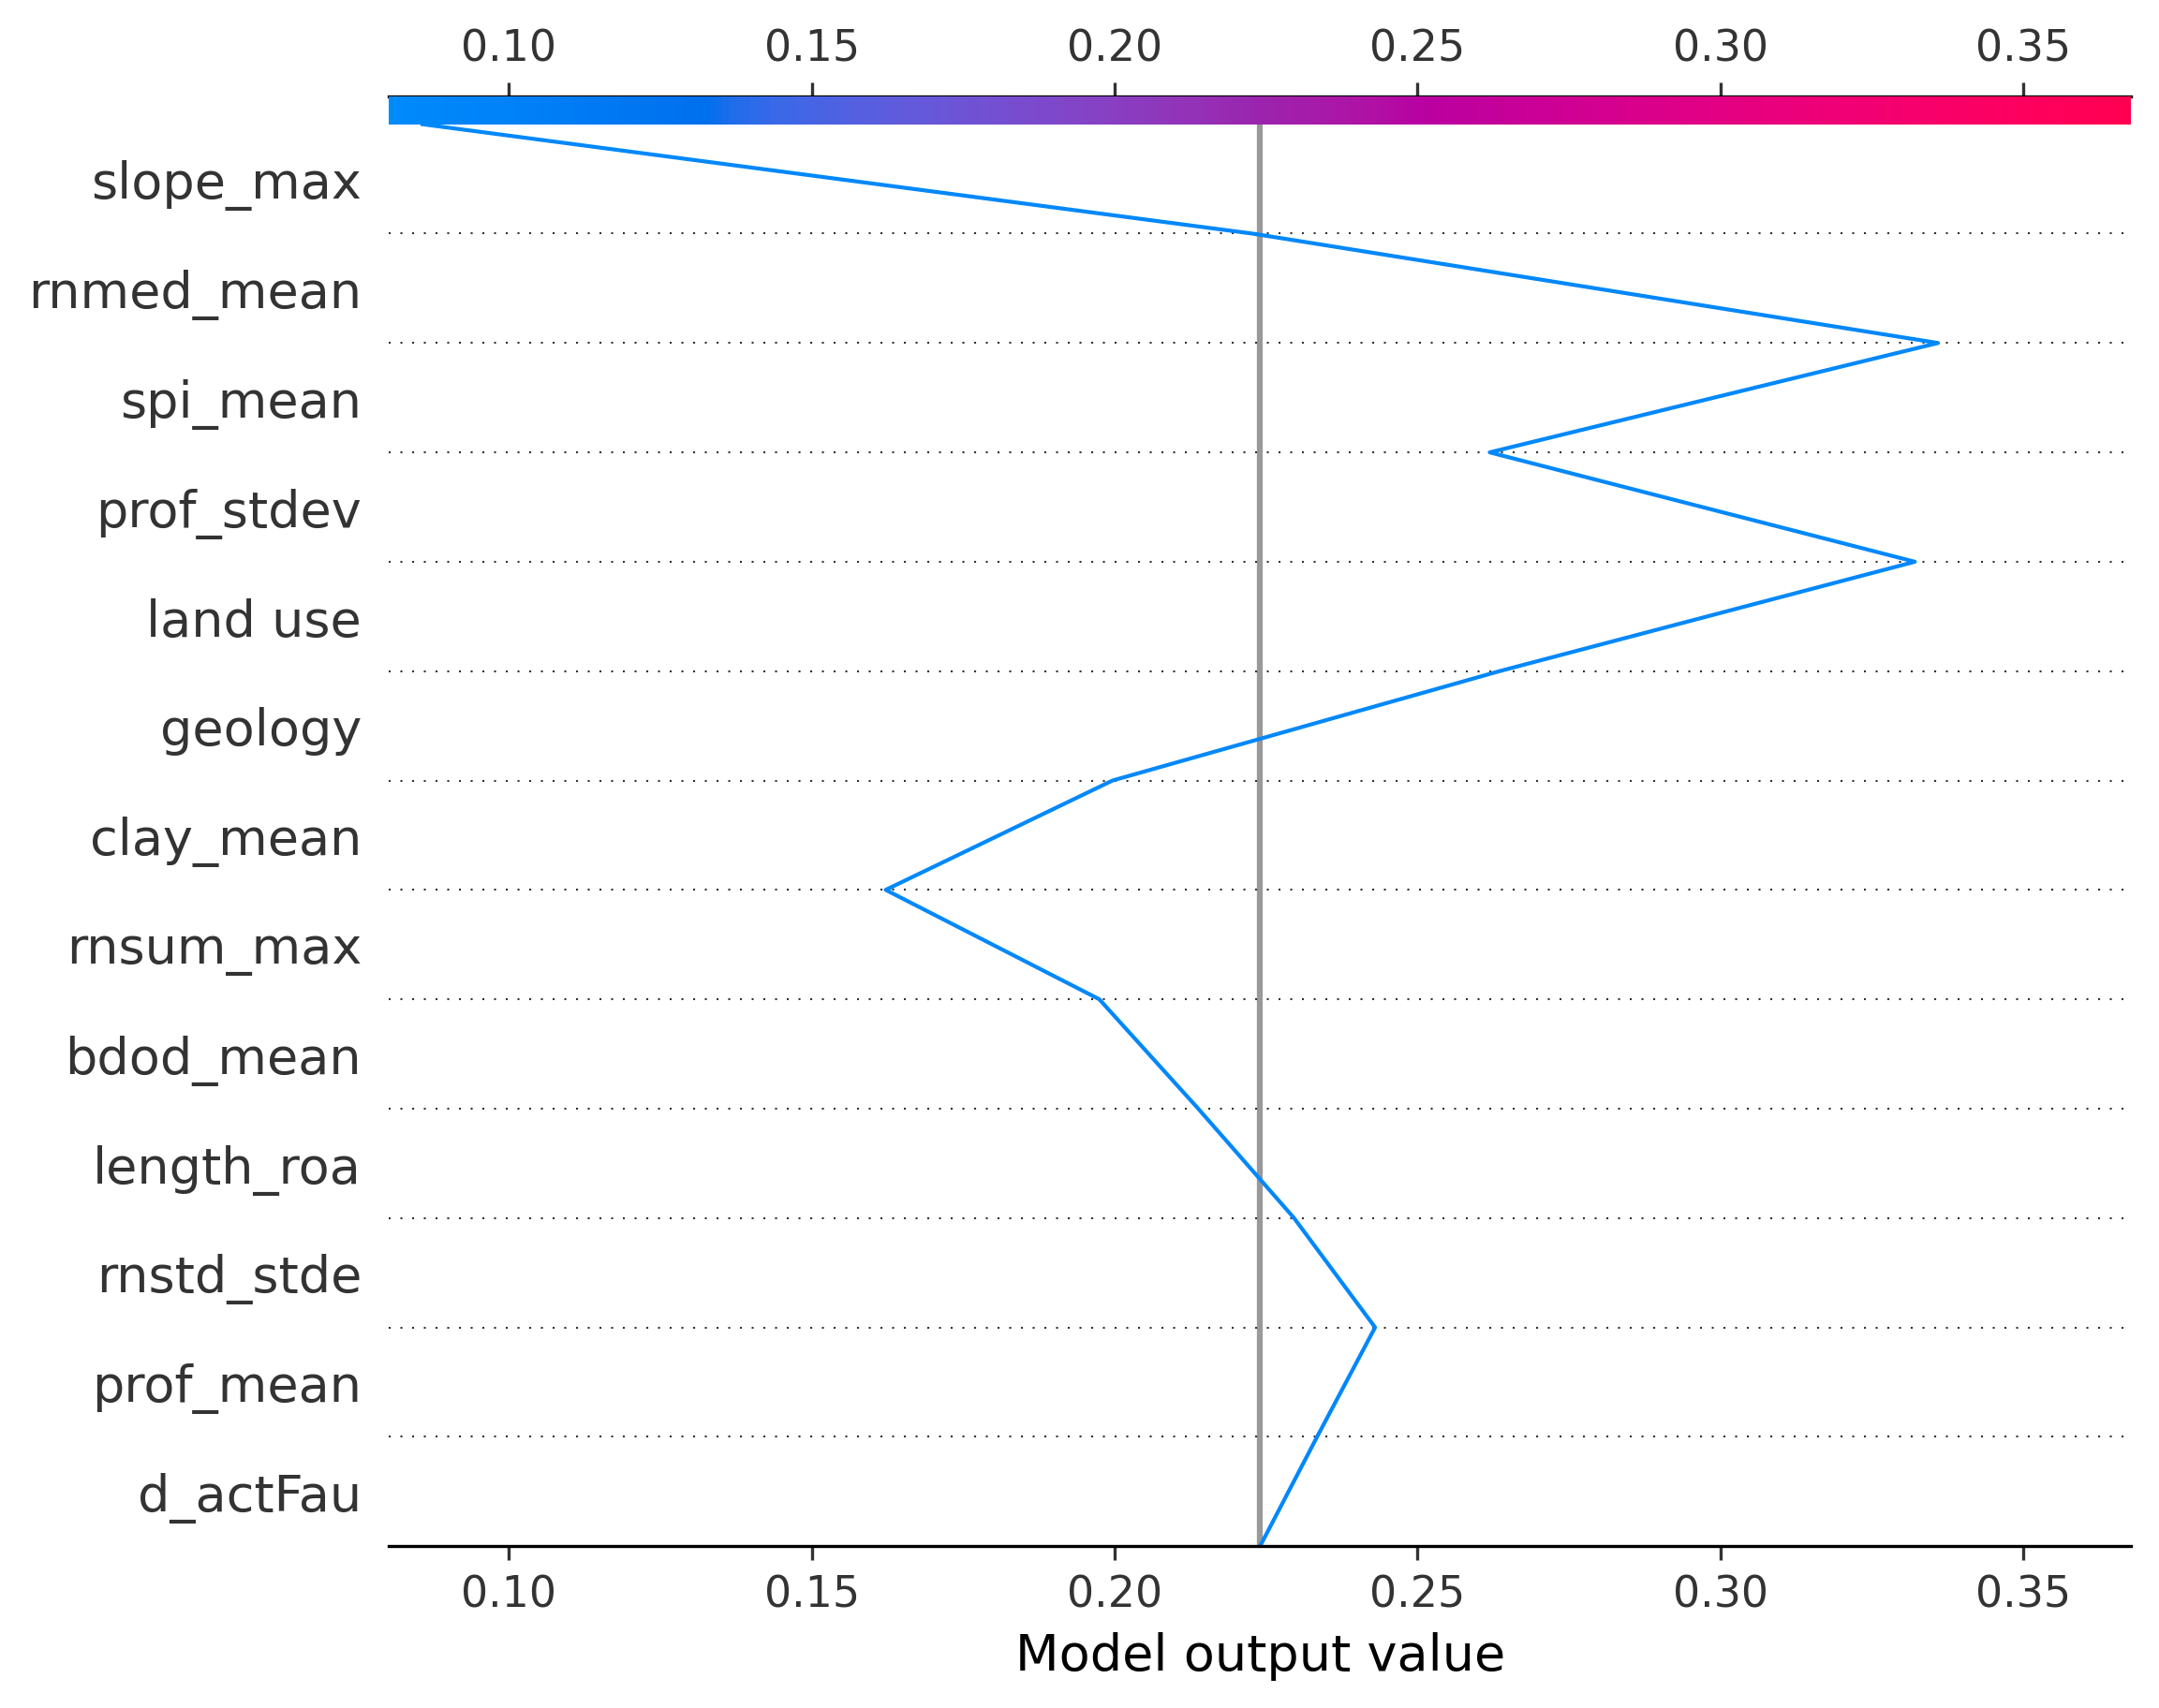 0.10 0.15 0.20 0.25 0.30 0.35
slope_max
rnmed_mean
spi_mean
prof_stdev
land use
geology
clay_mean
rnsum_max
bdod_mean
length_roa
rnstd_stde
prof_mean
d_actFau
0.10 0.15 0.20 0.25 0.30 0.35
Model output value